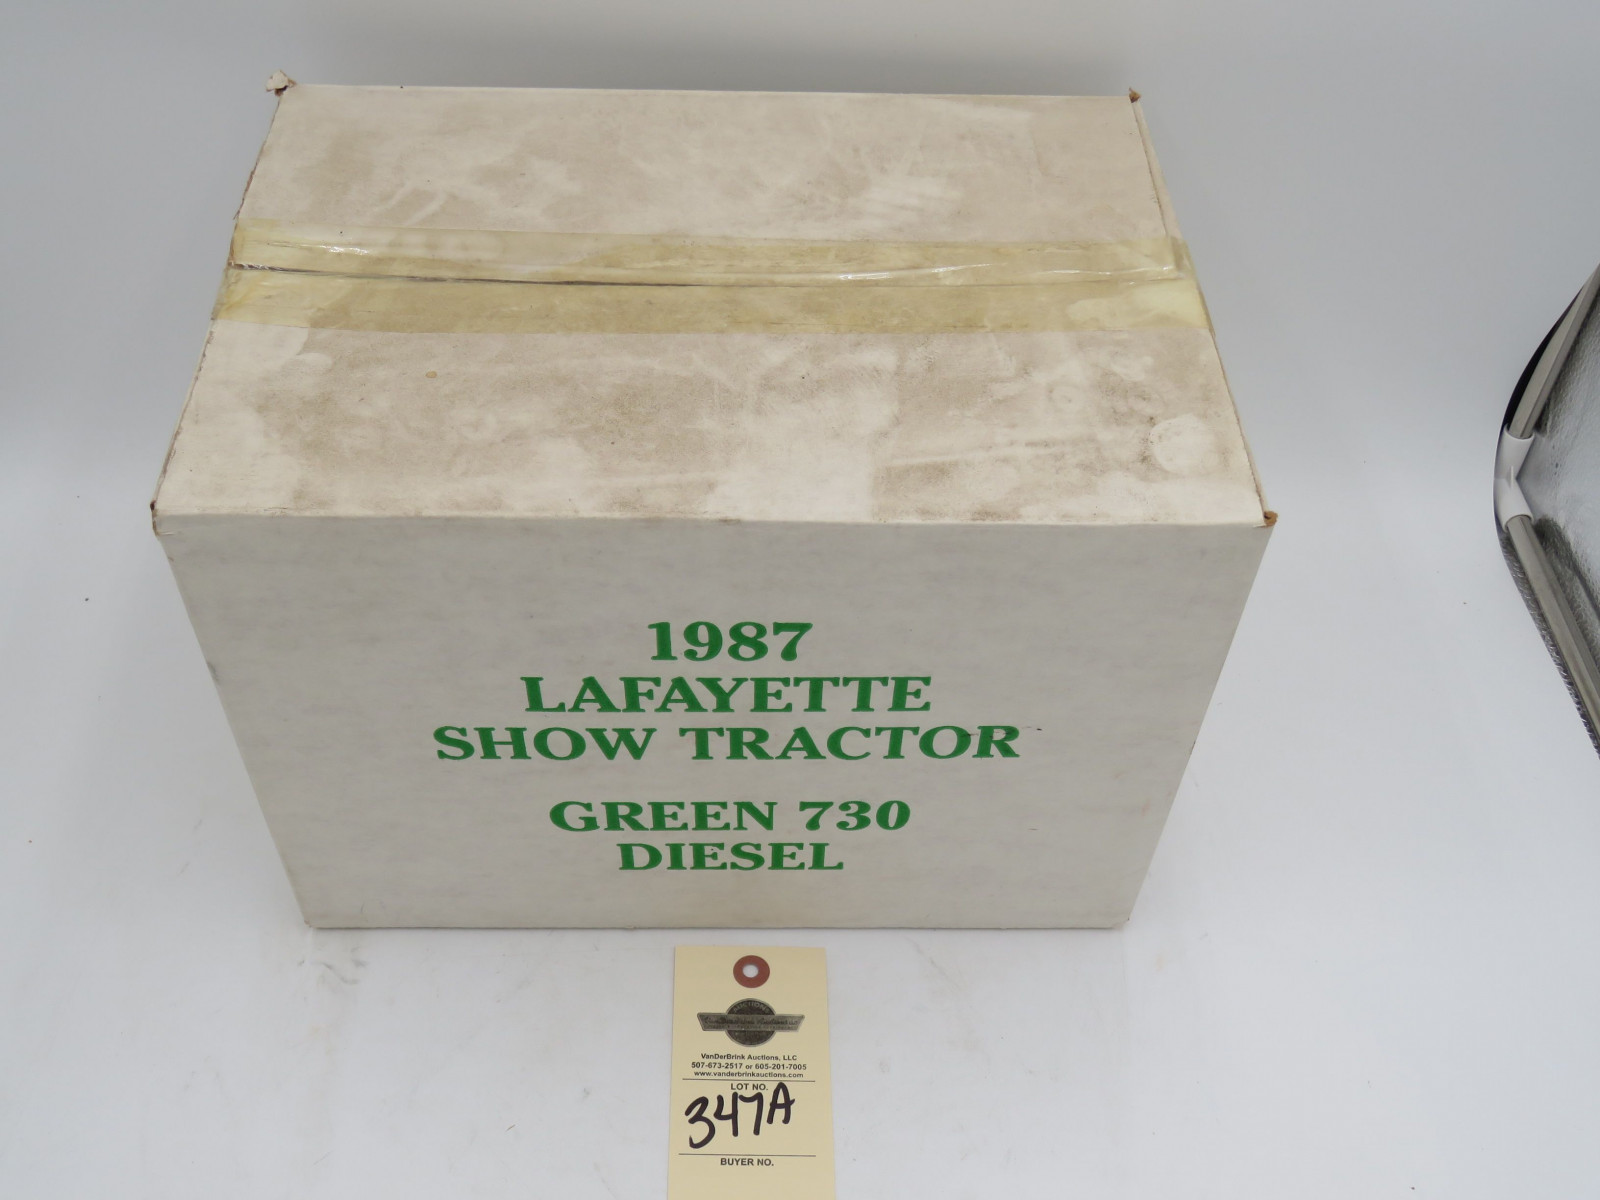 1987
LAFAYETTE
SHOW TRACTOR
GREEN 730
DIESEL
AUCTIONS
VanDerBrink Auctions, LLC
507-673-2517 or 605-201-7005
www.vanderbrinkauctions.com
LOT NO.
347A
BUYER NO.